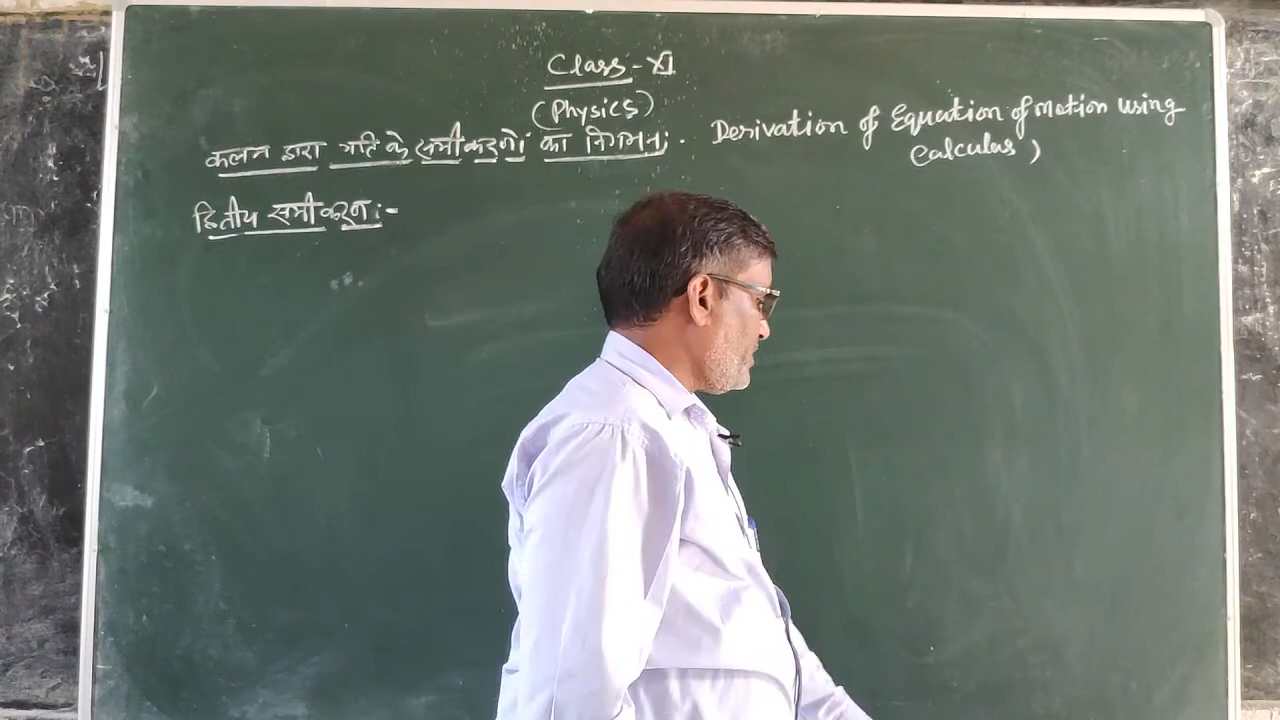 Class - XI
(Physics)
कलन द्वारा गति के समीकरणों का निगमन: - Derivation of Equation of motion using
Calculus)
द्वितीय समीकरण :-